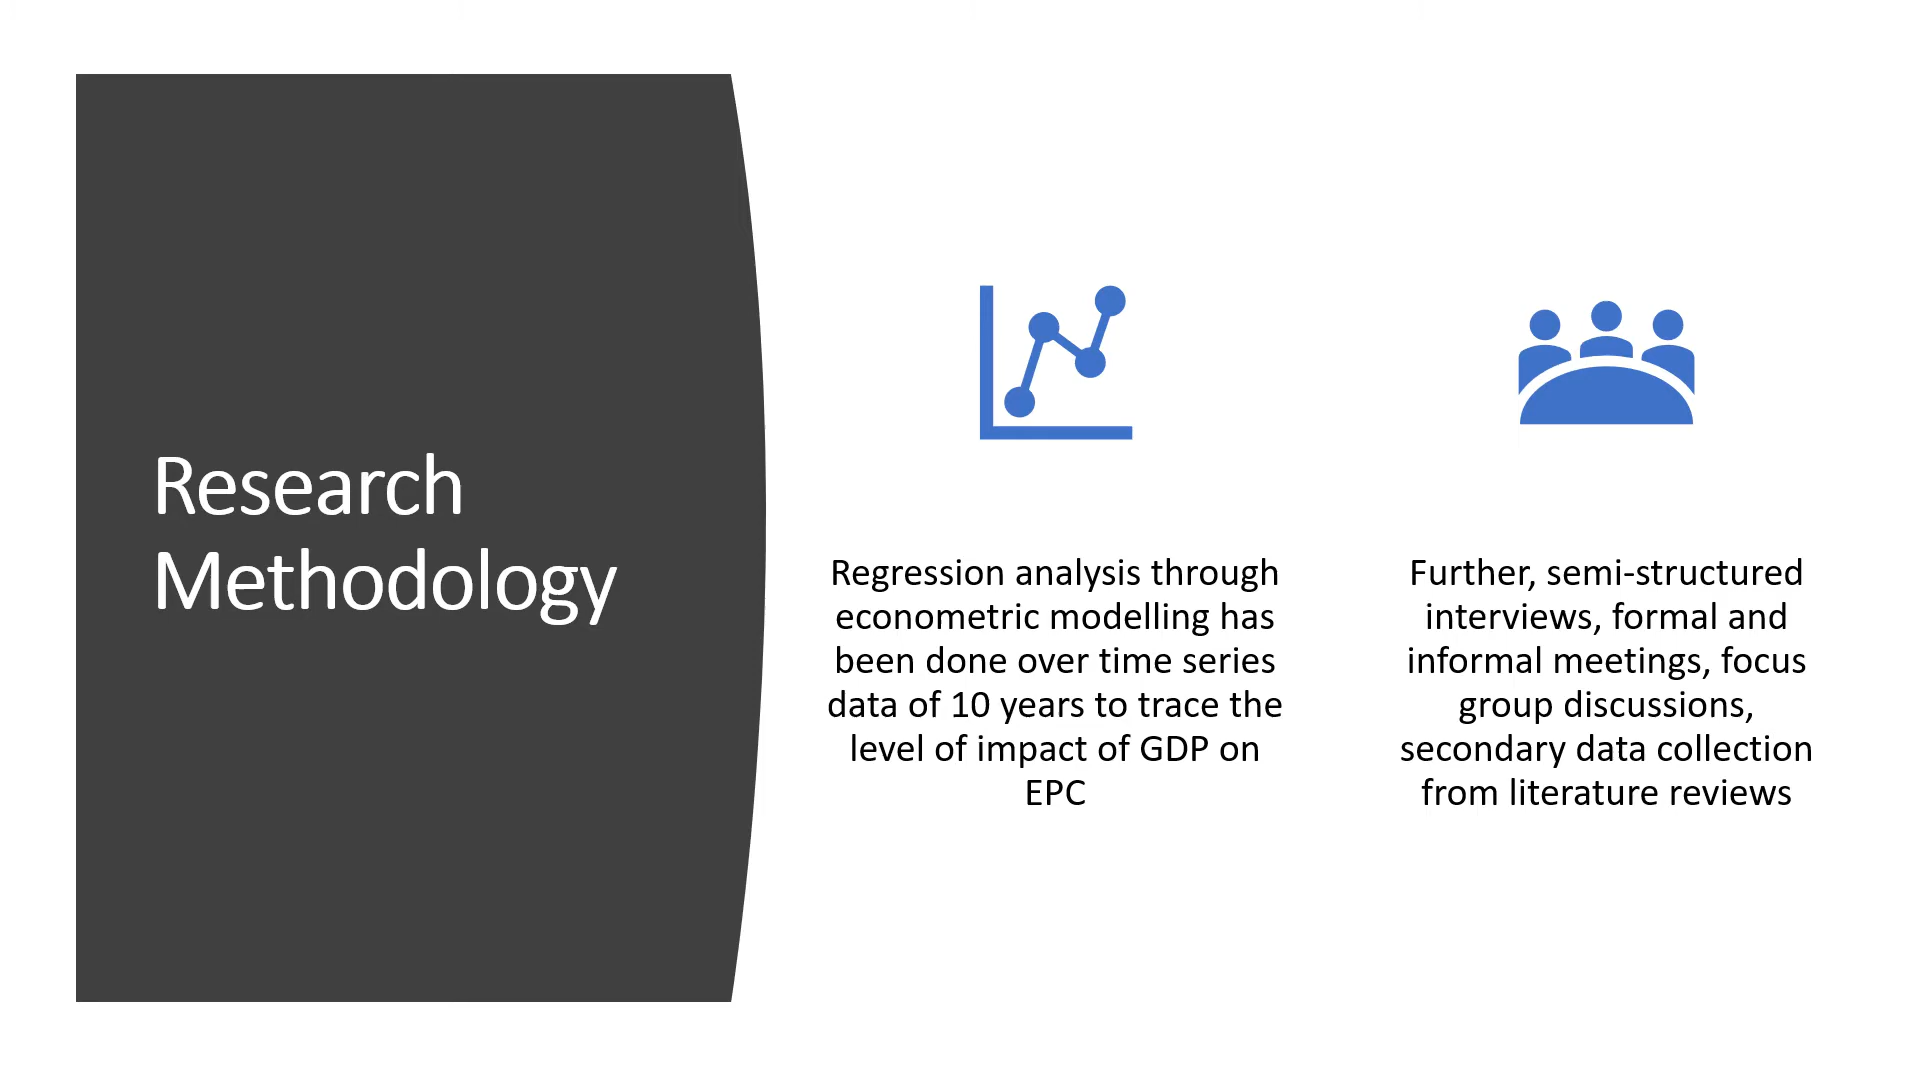 Research
Methodology
Regression analysis through
econometric modelling has
been done over time series
data of 10 years to trace the
level of impact of GDP on
EPC
Further, semi-structured
interviews, formal and
informal meetings, focus
group discussions,
secondary data collection
from literature reviews